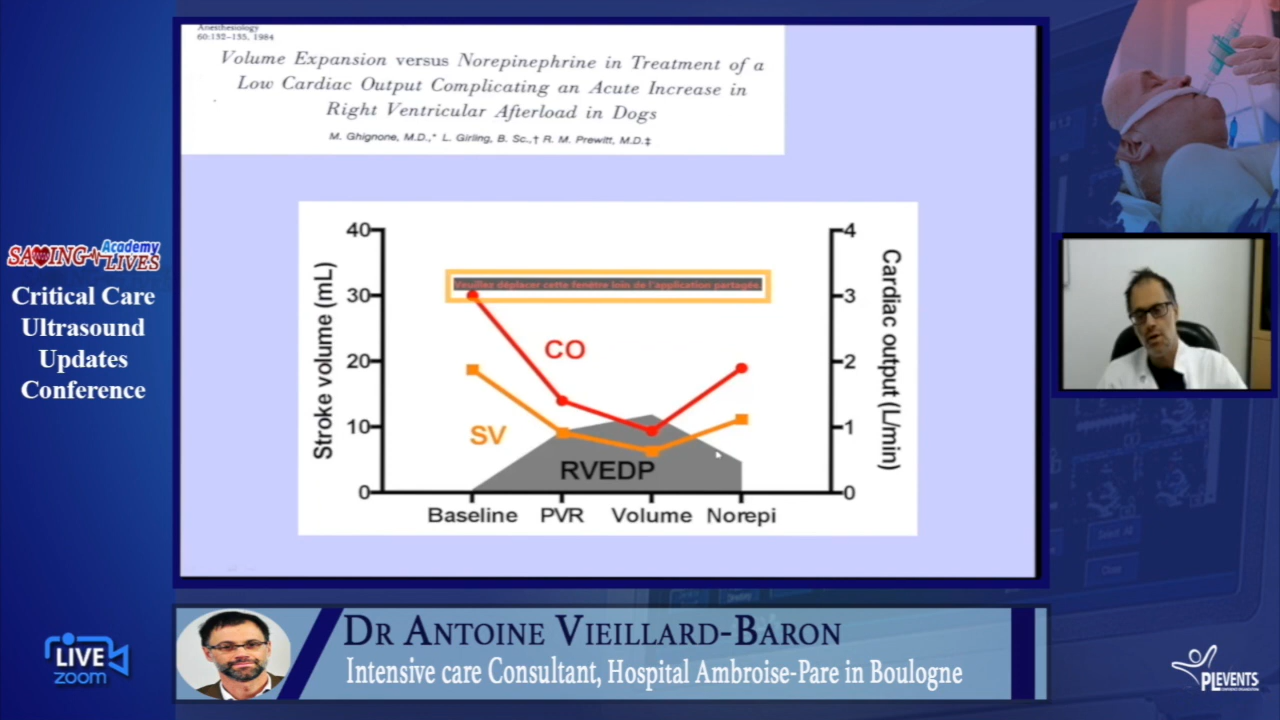 Anesthesiology
60:132–135, 1984
Volume Expansion versus Norepinephrine in Treatment of a
Low Cardiac Output Complicating an Acute Increase in
Right Ventricular Afterload in Dogs
M. Ghignone, M.D.,* L. Girling, B. Sc.,† R. M. Prewitt, M.D.‡
SAVING LIVES
Academy
Critical Care
Ultrasound
Updates
Conference
Stroke volume (mL)
40
30
20
10
0
Veuillez déplacer cette fenêtre loin de l'application partagée.
CO
SV
RVEDP
Baseline PVR Volume Norepi
4
3
2
1
0
Cardiac output (L/min)
LIVE
zoom
DR ANTOINE VIEILLARD-BARON
Intensive care Consultant, Hospital Ambroise-Pare in Boulogne
PLEVENTS